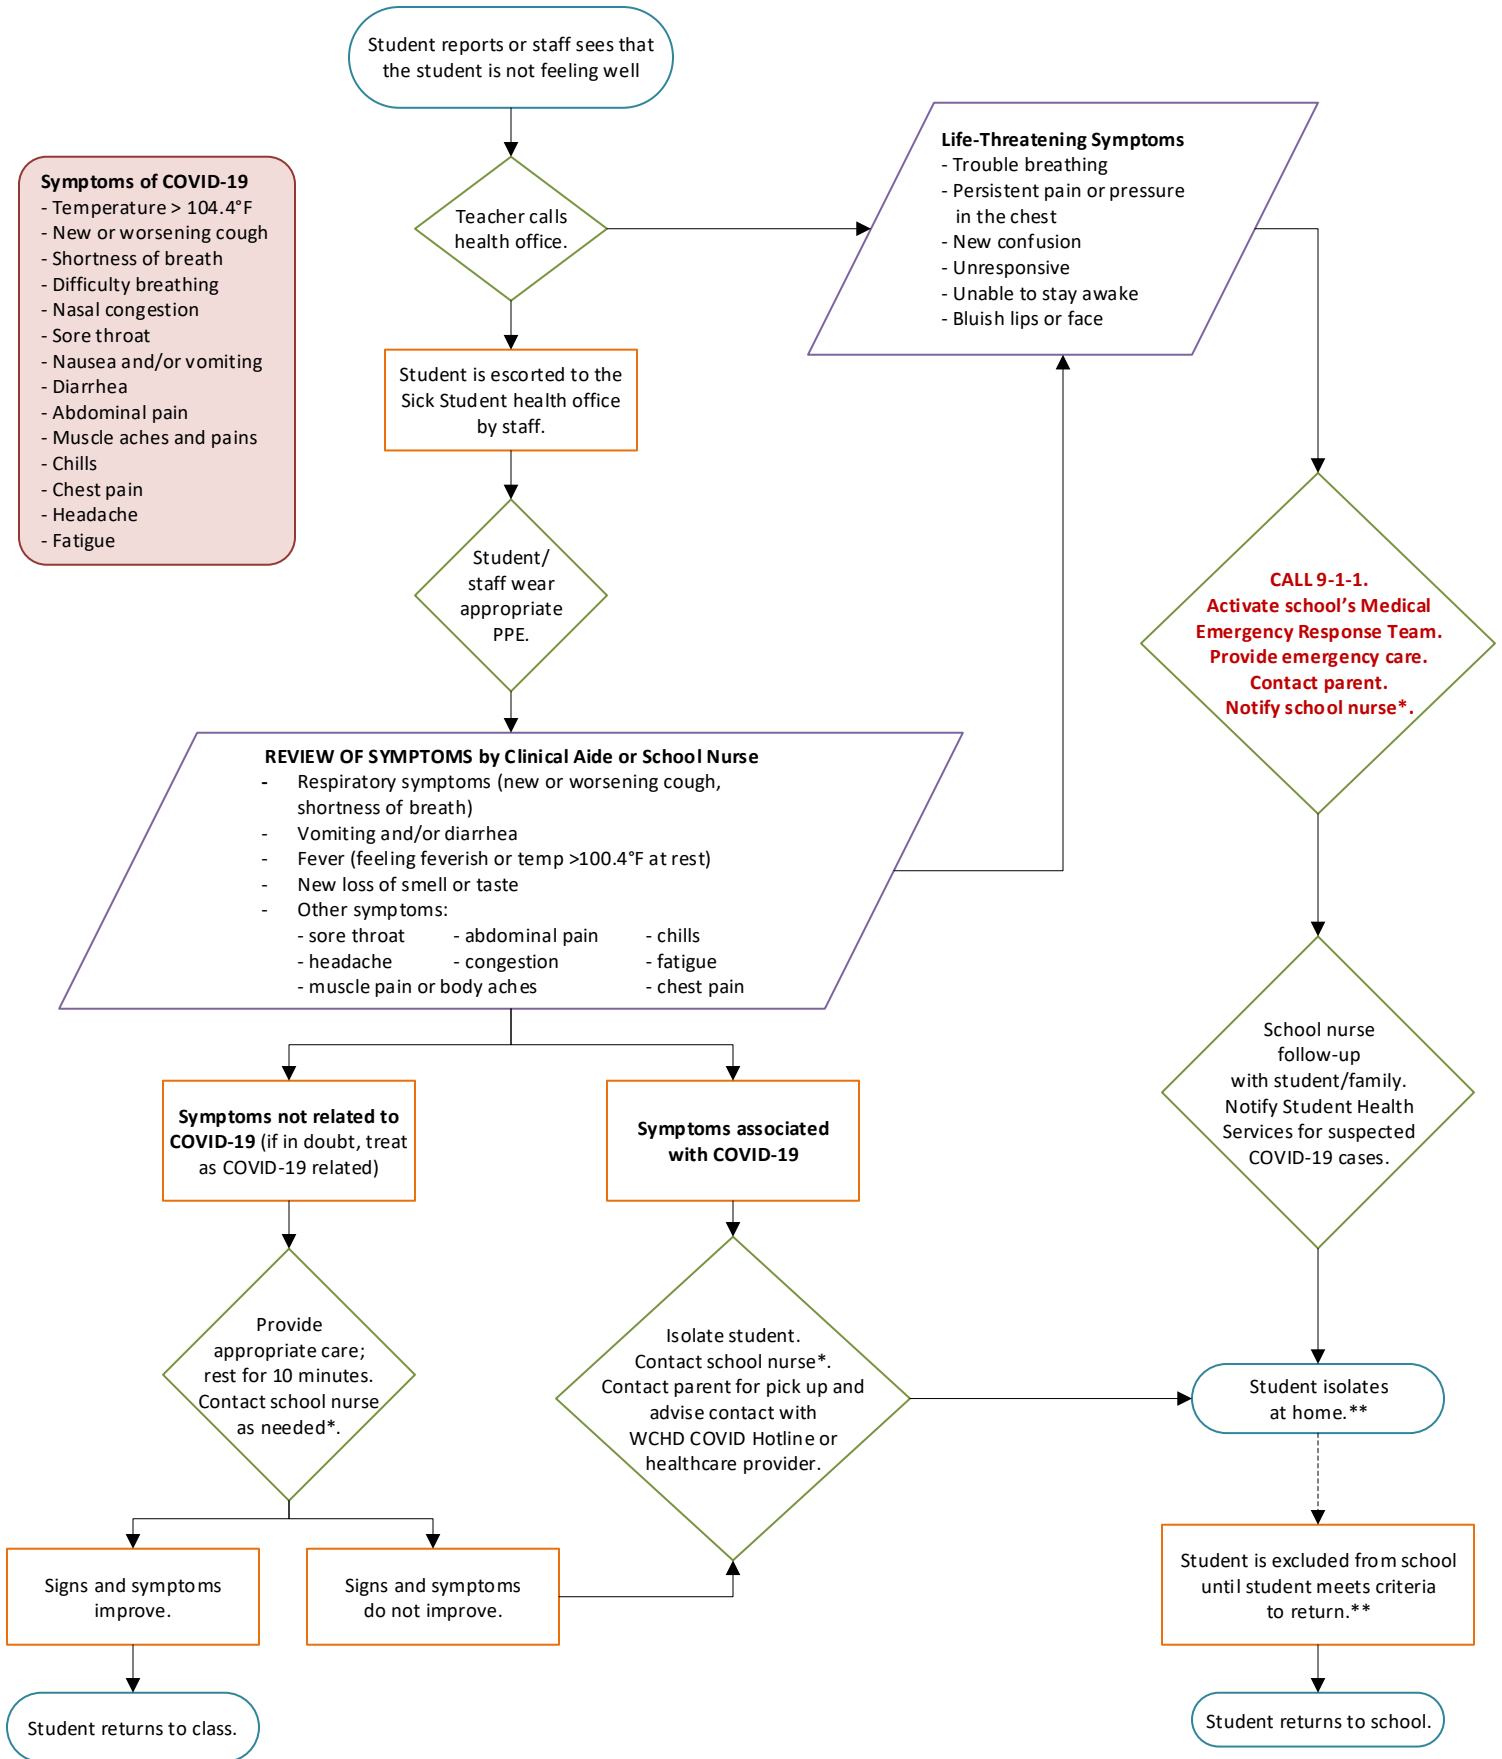 Student reports or staff sees that
the student is not feeling well
Symptoms of COVID-19
- Temperature > 104.4°F
- New or worsening cough
- Shortness of breath
- Difficulty breathing
- Nasal congestion
- Sore throat
- Nausea and/or vomiting
- Diarrhea
- Abdominal pain
- Muscle aches and pains
- Chills
- Chest pain
- Headache
- Fatigue
Teacher calls
health office.
Life-Threatening Symptoms
- Trouble breathing
- Persistent pain or pressure
in the chest
- New confusion
- Unresponsive
- Unable to stay awake
- Bluish lips or face
Student is escorted to the
Sick Student health office
by staff.
Student/
staff wear
appropriate
PPE.
CALL 9-1-1.
Activate school’s Medical
Emergency Response Team.
Provide emergency care.
Contact parent.
Notify school nurse*.
REVIEW OF SYMPTOMS by Clinical Aide or School Nurse
- Respiratory symptoms (new or worsening cough,
shortness of breath)
- Vomiting and/or diarrhea
- Fever (feeling feverish or temp >100.4°F at rest)
- New loss of smell or taste
- Other symptoms:
- sore throat - abdominal pain - chills
- headache - congestion - fatigue
- muscle pain or body aches - chest pain
School nurse
follow-up
with student/family.
Notify Student Health
Services for suspected
COVID-19 cases.
Symptoms not related to
COVID-19 (if in doubt, treat
as COVID-19 related)
Symptoms associated
with COVID-19
Provide
appropriate care;
rest for 10 minutes.
Contact school nurse
as needed*.
Isolate student.
Contact school nurse*.
Contact parent for pick up and
advise contact with
WCHD COVID Hotline or
healthcare provider.
Student isolates
at home.**
Signs and symptoms
improve.
Signs and symptoms
do not improve.
Student is excluded from school
until student meets criteria
to return.**
Student returns to class.
Student returns to school.